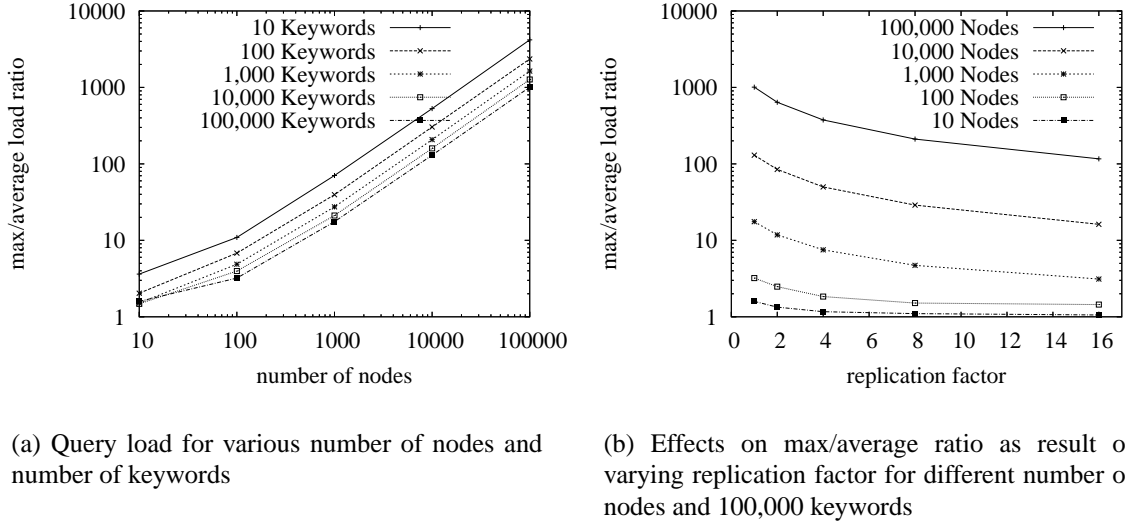 10000
1000
100
10
1
max/average load ratio
10 Keywords
100 Keywords
1,000 Keywords
10,000 Keywords
100,000 Keywords
10 100 1000 10000 100000
number of nodes
10000
1000
100
10
1
max/average load ratio
100,000 Nodes
10,000 Nodes
1,000 Nodes
100 Nodes
10 Nodes
0 2 4 6 8 10 12 14 16
replication factor
(a) Query load for various number of nodes and
number of keywords
(b) Effects on max/average ratio as result o
varying replication factor for different number o
nodes and 100,000 keywords